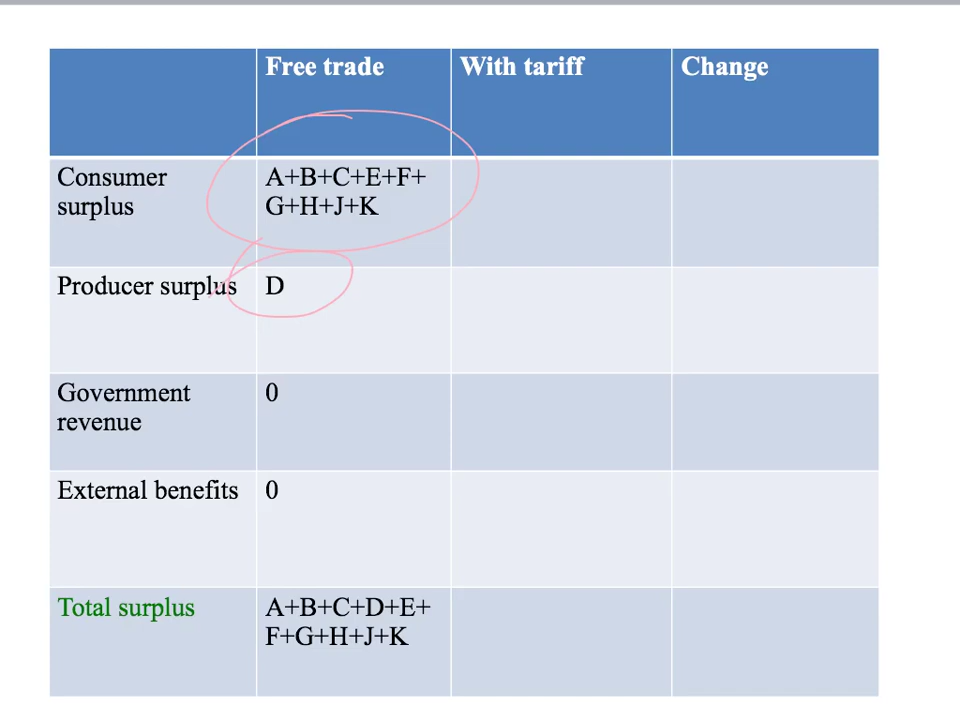 Free trade
With tariff
Change
Consumer
surplus
A+B+C+E+F+
G+H+J+K
Producer surplus
D
Government
revenue
0
External benefits
0
Total surplus
A+B+C+D+E+
F+G+H+J+K